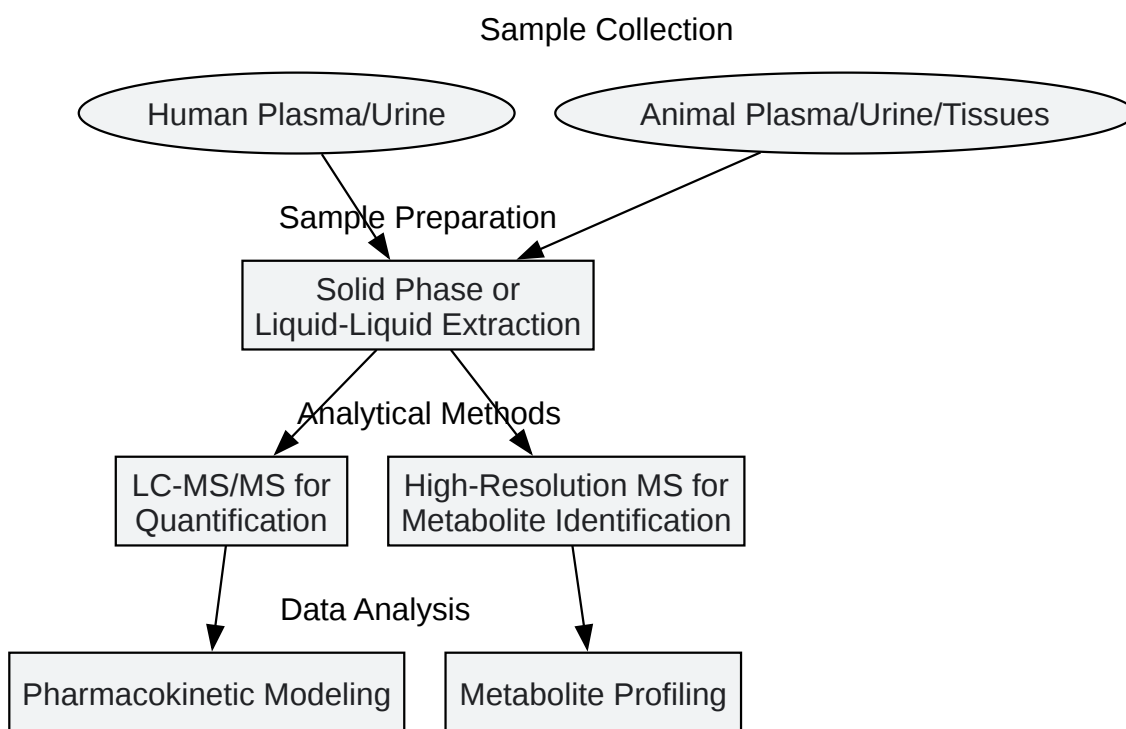 Sample Collection
Human Plasma/Urine
Animal Plasma/Urine/Tissues
Sample Preparation
Solid Phase or
Liquid-Liquid Extraction
Analytical Methods
LC-MS/MS for
Quantification
High-Resolution MS for
Metabolite Identification
Data Analysis
Pharmacokinetic Modeling
Metabolite Profiling